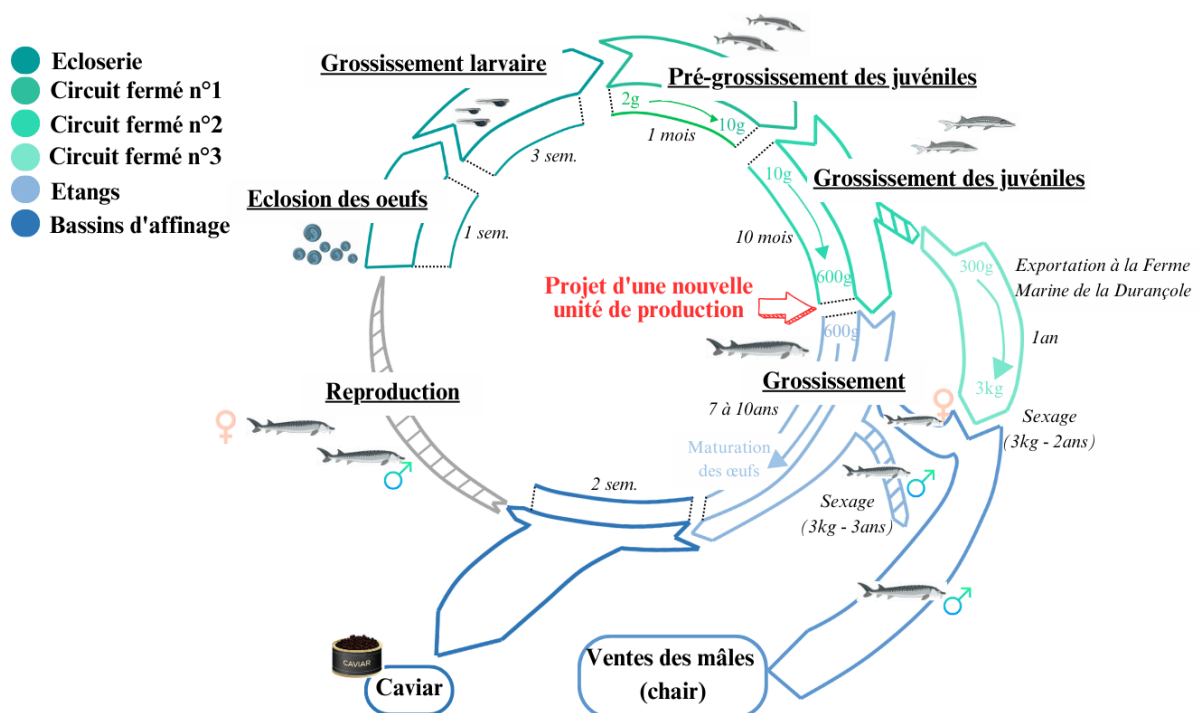 Ecloserie
Circuit fermé n°1
Circuit fermé n°2
Circuit fermé n°3
Etangs
Bassins d'affinage
Grossissement larvaire
Pré-grossissement des juvéniles
2g
10g
1 mois
3 sem.
Eclosion des oeufs
1 sem.
Grossissement des juvéniles
10g
10 mois
600g
300g
Exportation à la Ferme
Marine de la Durançole
1an
3kg
Projet d'une nouvelle
unité de production
600g
Grossissement
7 à 10ans
Maturation
des œufs
Sexage
(3kg - 2ans)
Sexage
(3kg - 3ans)
Reproduction
2 sem.
CAVIAR
Caviar
Ventes des mâles
(chair)